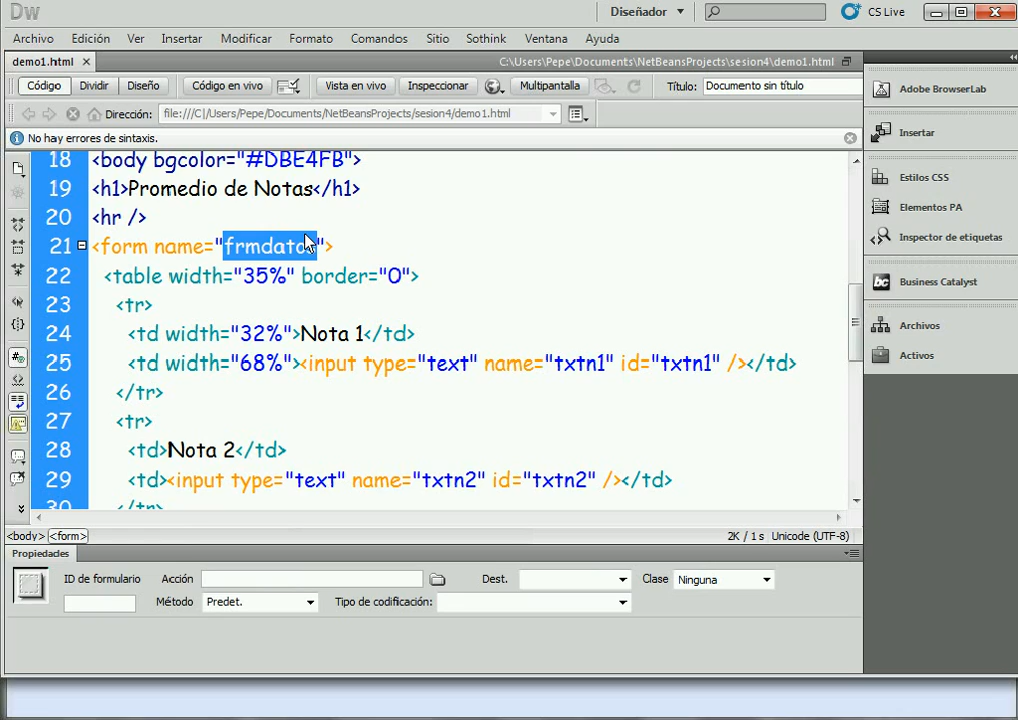 Dw
Diseñador
CS Live
Archivo Edición Ver Insertar Modificar Formato Comandos Sitio Sothink Ventana Ayuda
demo1.html
C:\Users\Pepe\Documents\NetBeansProjects\sesion4\demo1.html
Código Dividir Diseño Código en vivo Vista en vivo Inspeccionar Multipantalla Título: Documento sin título
Dirección: file:///C|/Users/Pepe/Documents/NetBeansProjects/sesion4/demo1.html
No hay errores de sintaxis.
18 <body bgcolor="#DBE4FB">
19 <h1>Promedio de Notas</h1>
20 <hr />
21 <form name="frmdato">
22 <table width="35%" border="0">
23 <tr>
24 <td width="32%">Nota 1</td>
25 <td width="68%"><input type="text" name="txtn1" id="txtn1" /></td>
26 </tr>
27 <tr>
28 <td>Nota 2</td>
29 <td><input type="text" name="txtn2" id="txtn2" /></td>
30 </tr>
<body> <form>
2K / 1 s Unicode (UTF-8)
Propiedades
ID de formulario Acción Dest. Clase Ninguna
Método Predet. Tipo de codificación:
Adobe BrowserLab
Insertar
Estilos CSS
Elementos PA
Inspector de etiquetas
bc Business Catalyst
Archivos
Activos